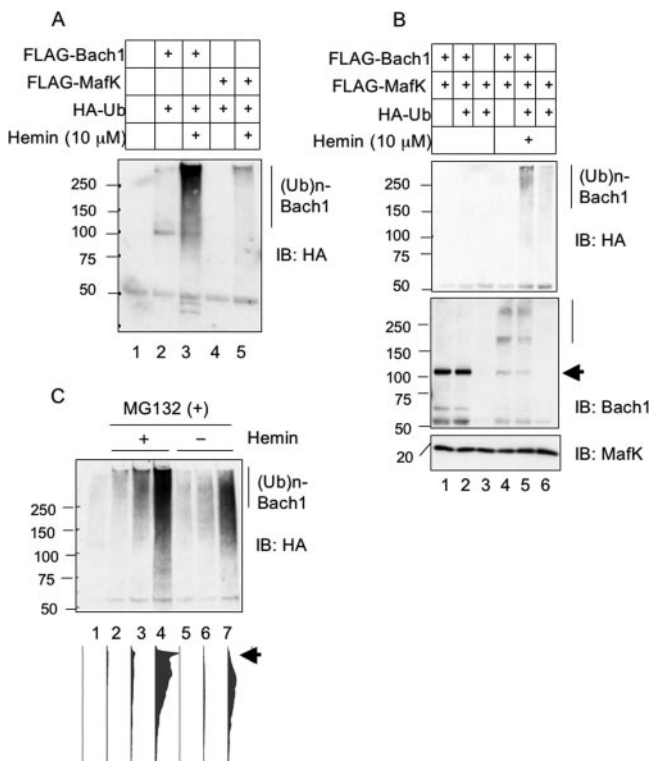 A
FLAG-Bach1 + +
FLAG-MafK + +
HA-Ub + + + +
Hemin (10 μM) + +
250
150
100
75
50
(Ub)n-
Bach1
IB: HA
1 2 3 4 5
B
FLAG-Bach1 + + + +
FLAG-MafK + + + + + +
HA-Ub + + + +
Hemin (10 μM) +
250
150
100
75
50
(Ub)n-
Bach1
IB: HA
250
150
100
75
50
IB: Bach1
20
IB: MafK
1 2 3 4 5 6
C
MG132 (+)
+ − Hemin
250
150
100
75
50
(Ub)n-
Bach1
IB: HA
1 2 3 4 5 6 7